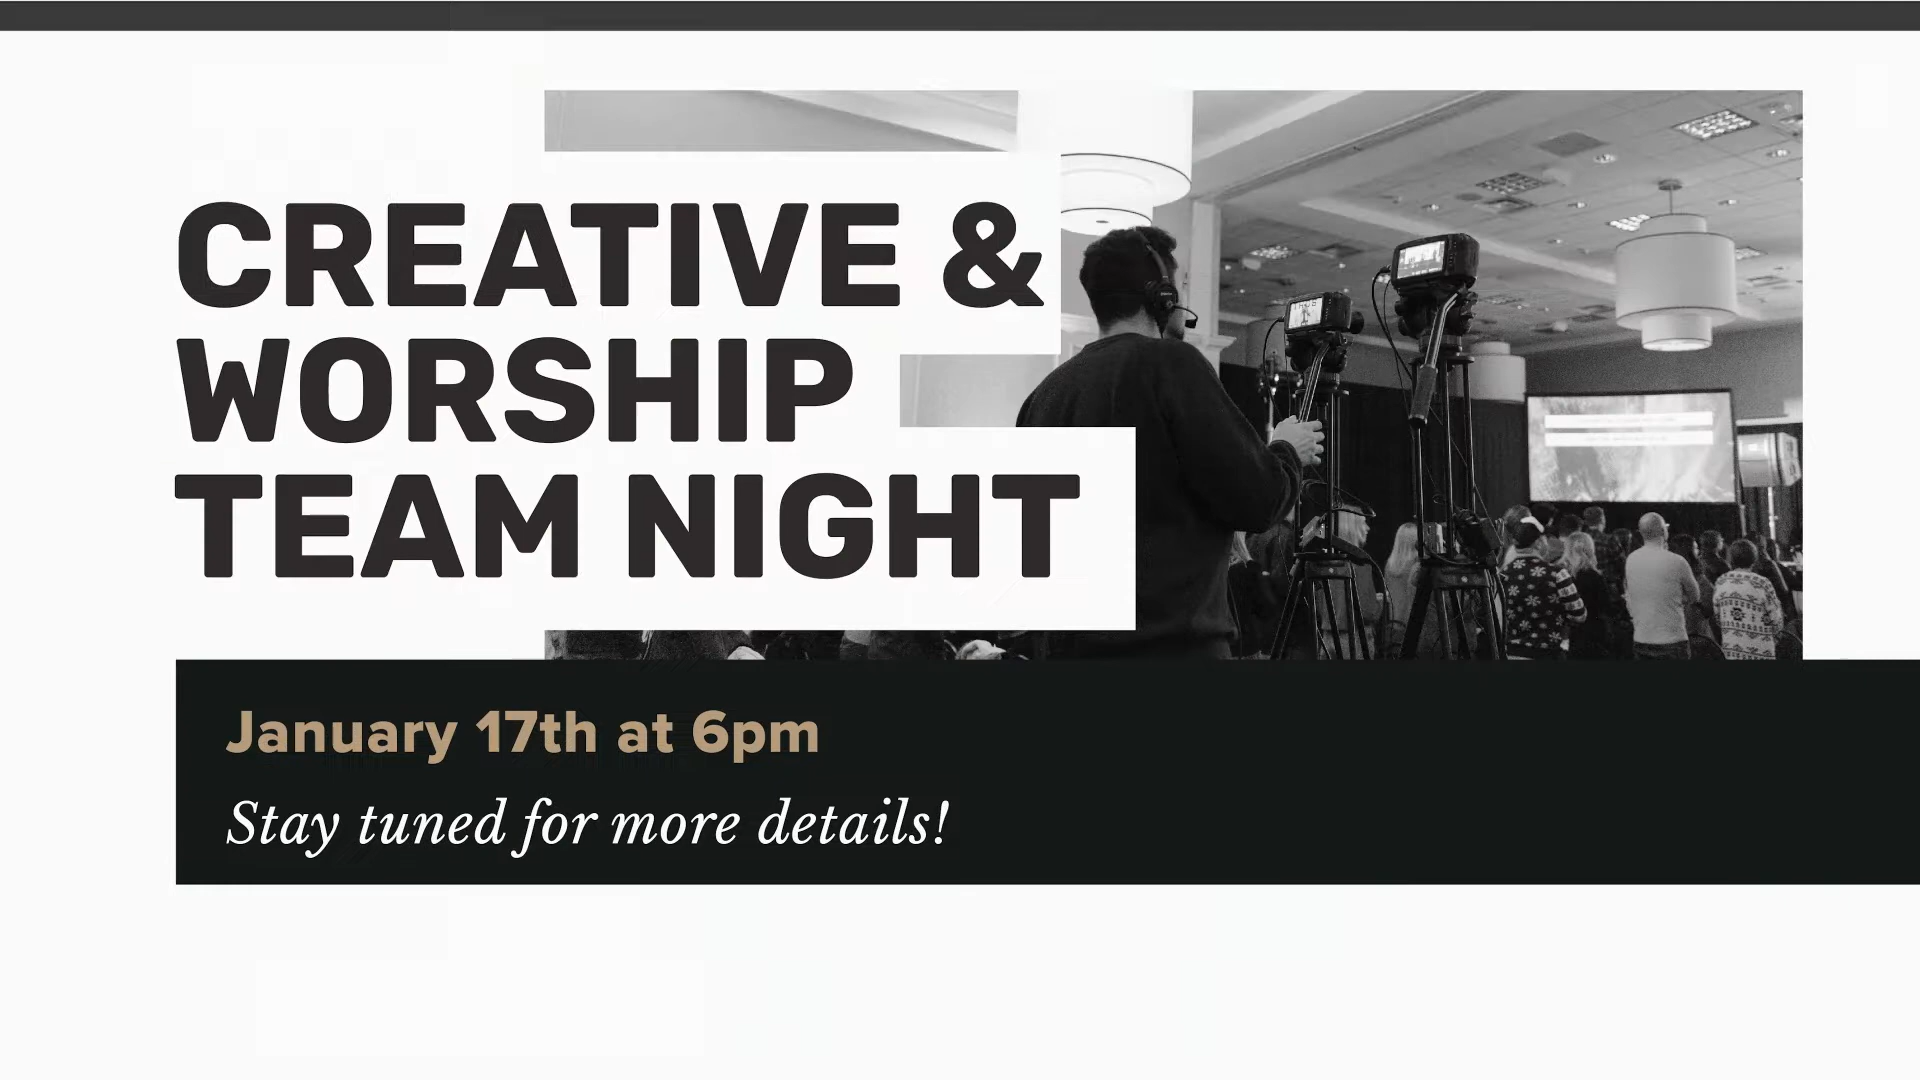 CREATIVE &
WORSHIP
TEAM NIGHT
January 17th at 6pm
Stay tuned for more details!